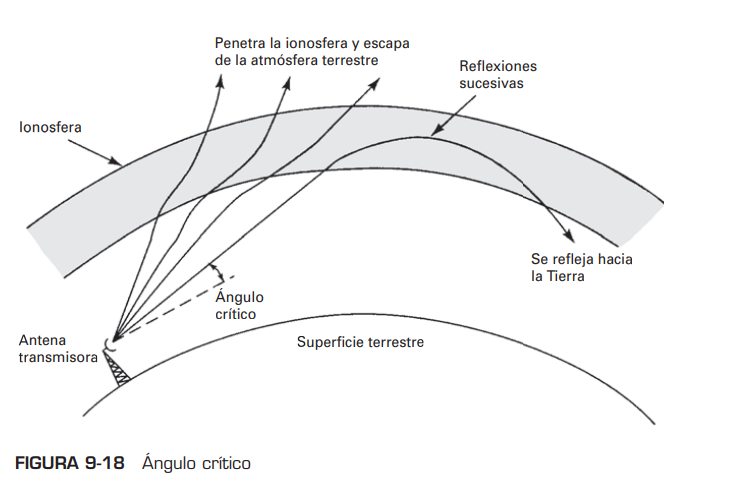 Penetra la ionosfera y escapa
de la atmósfera terrestre
Reflexiones
sucesivas
Ionosfera
Se refleja hacia
la Tierra
Ángulo
crítico
Antena
transmisora
Superficie terrestre
FIGURA 9-18 Ángulo crítico